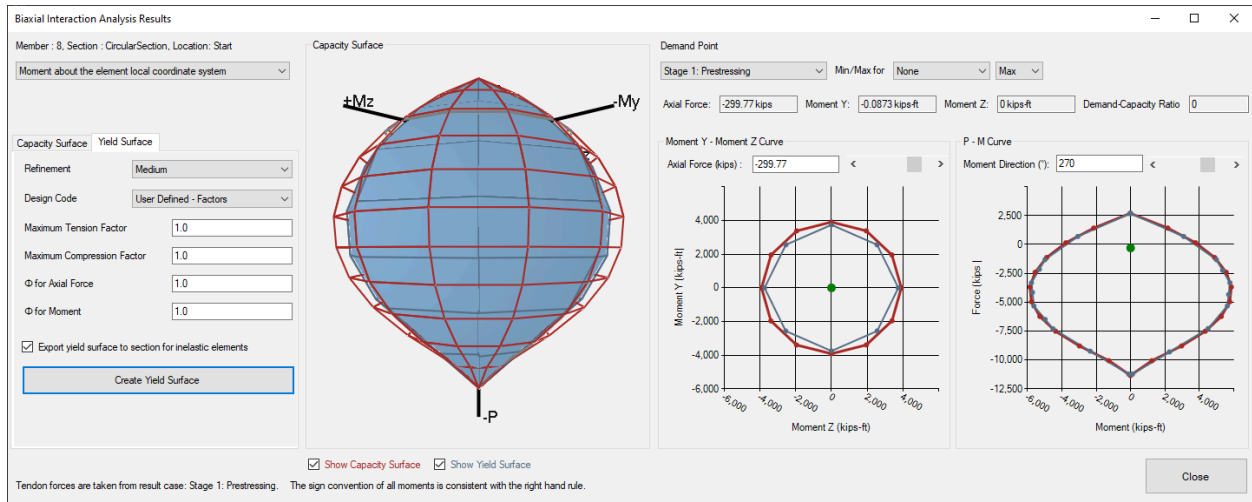 Biaxial Interaction Analysis Results
Member : 8, Section : CircularSection, Location: Start
Moment about the element local coordinate system
Capacity Surface
Yield Surface
Refinement
Medium
Design Code
User Defined - Factors
Maximum Tension Factor
1.0
Maximum Compression Factor
1.0
Φ for Axial Force
1.0
Φ for Moment
1.0
Export yield surface to section for inelastic elements
Create Yield Surface
Capacity Surface
+Mz
-My
-P
Show Capacity Surface
Show Yield Surface
Demand Point
Stage 1: Prestressing
Min/Max for
None
Max
Axial Force:
-299.77 kips
Moment Y:
-0.0873 kips-ft
Moment Z:
0 kips-ft
Demand-Capacity Ratio
0
Moment Y - Moment Z Curve
Axial Force (kips) :
-299.77
<
>
4,000
2,000
0
-2,000
-4,000
-6,000
Moment Y (kips-ft)
-6,000
-4,000
-2,000
0
2,000
4,000
Moment Z (kips-ft)
P - M Curve
Moment Direction (°):
270
<
>
2,500
0
-2,500
-5,000
-7,500
-10,000
-12,500
Force (kips )
-6,000
-4,000
-2,000
0
2,000
4,000
Moment (kips-ft)
Tendon forces are taken from result case: Stage 1: Prestressing. The sign convention of all moments is consistent with the right hand rule.
Close